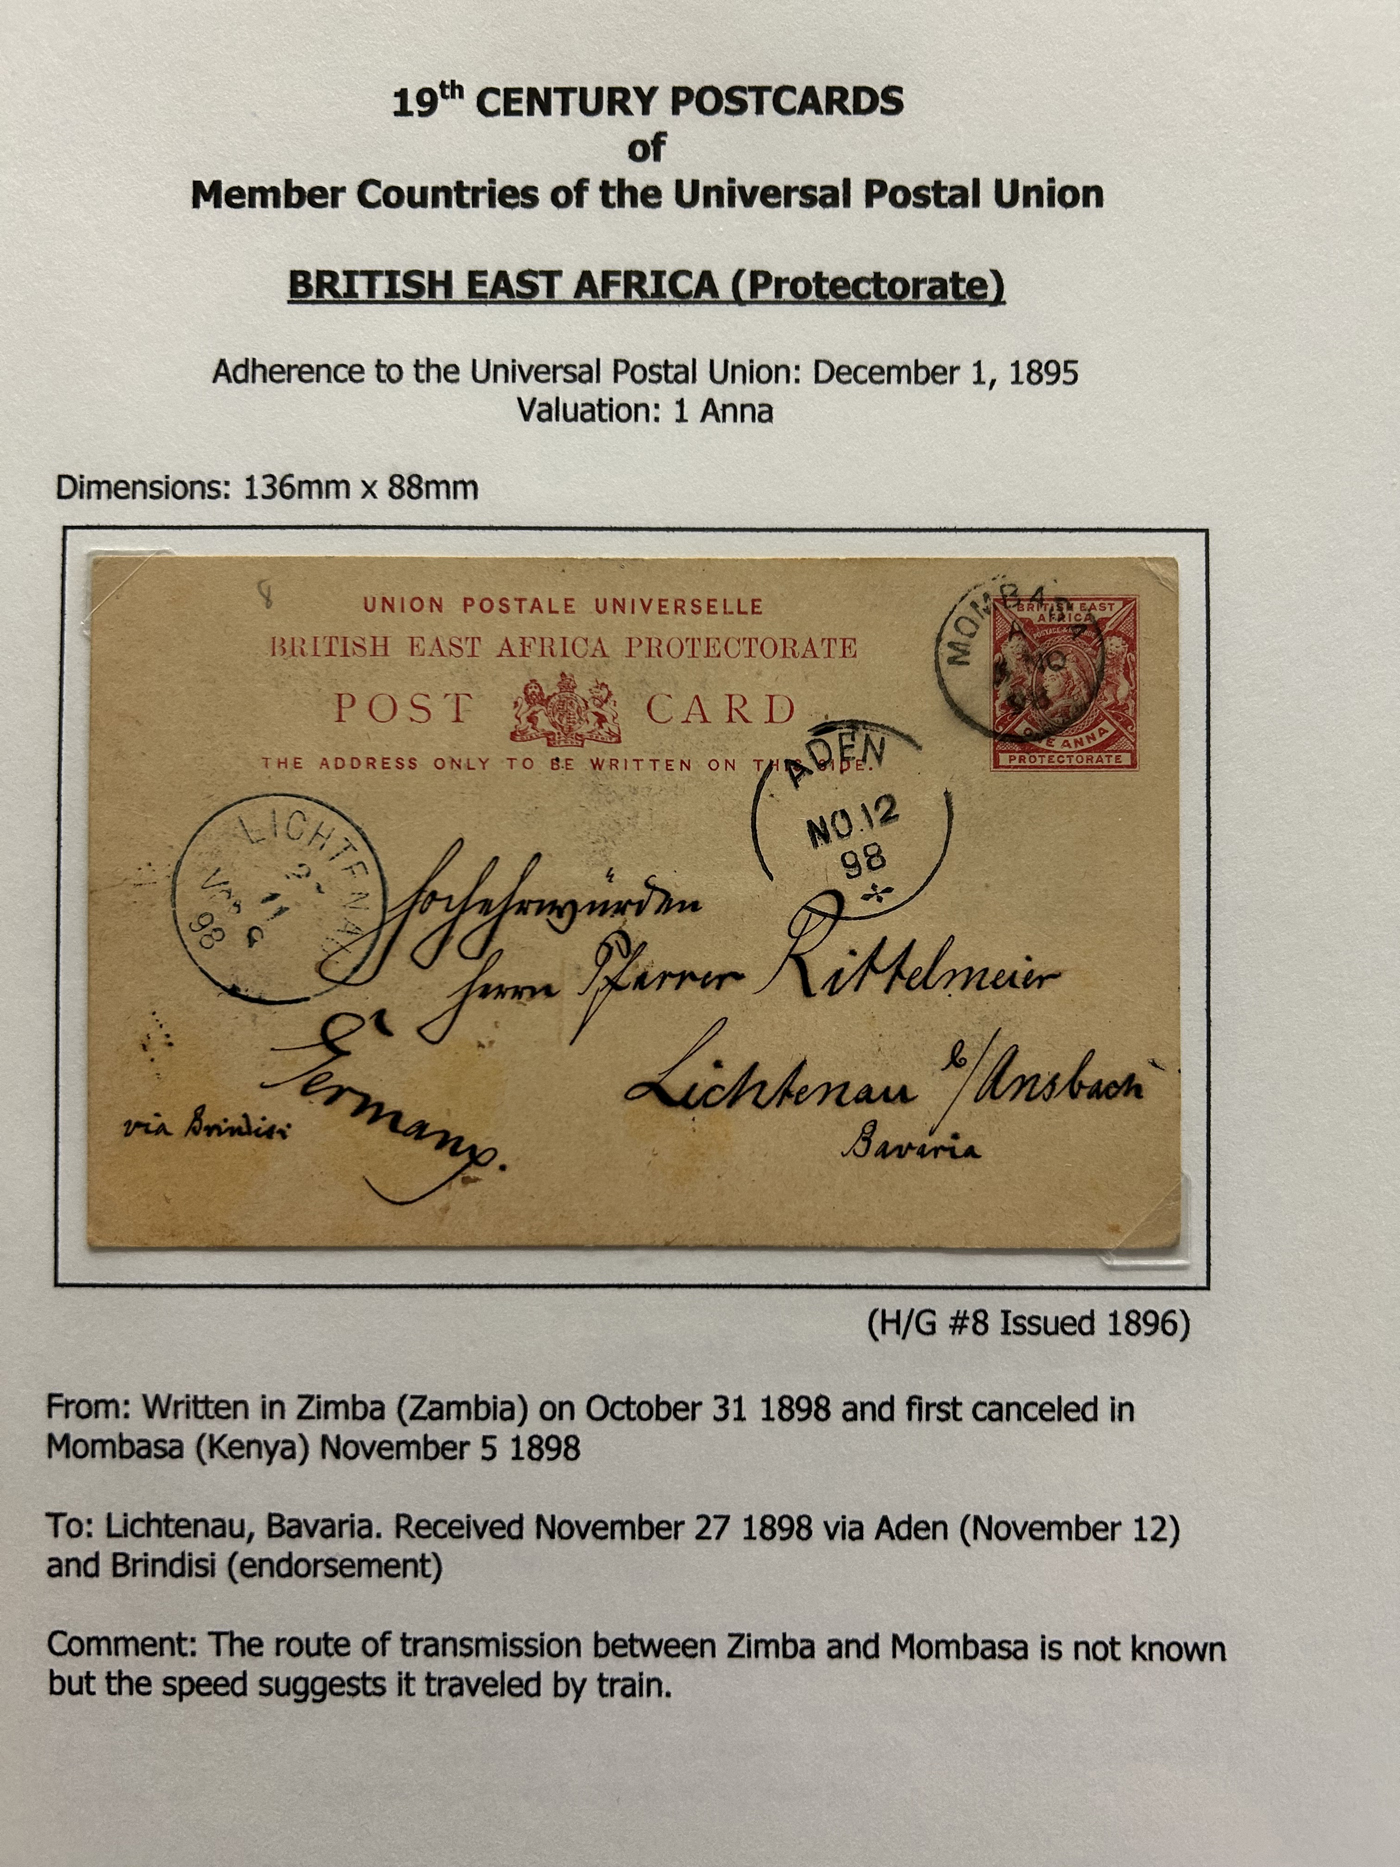 19th CENTURY POSTCARDS
of
Member Countries of the Universal Postal Union
BRITISH EAST AFRICA (Protectorate)
Adherence to the Universal Postal Union: December 1, 1895
Valuation: 1 Anna
Dimensions: 136mm x 88mm
8
UNION POSTALE UNIVERSELLE
BRITISH EAST AFRICA PROTECTORATE
POST CARD
THE ADDRESS ONLY TO BE WRITTEN ON THIS SIDE.
MOMBASA
BRITISH EAST
AFRICA
ONE ANNA
PROTECTORATE
ADEN
NO.12
98
LICHTENAU
11
98
Hochehrwürden
Herrn Pfarrer Rittelmeier
Lichtenau b/Ansbach
Bavaria
Germany.
via Brindisi
(H/G #8 Issued 1896)
From: Written in Zimba (Zambia) on October 31 1898 and first canceled in
Mombasa (Kenya) November 5 1898
To: Lichtenau, Bavaria. Received November 27 1898 via Aden (November 12)
and Brindisi (endorsement)
Comment: The route of transmission between Zimba and Mombasa is not known
but the speed suggests it traveled by train.